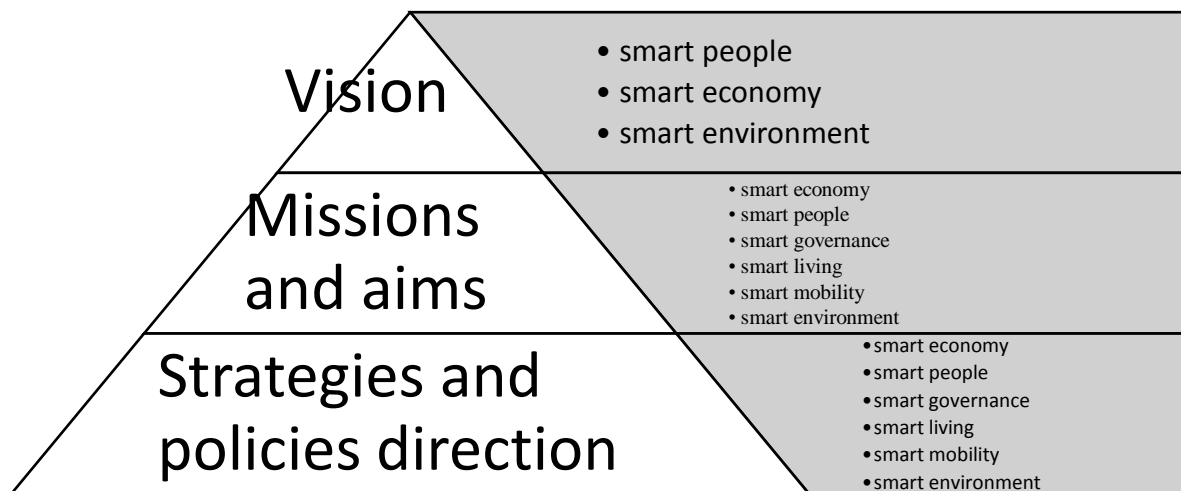 Vision
• smart people
• smart economy
• smart environment
Missions
and aims
• smart economy
• smart people
• smart governance
• smart living
• smart mobility
• smart environment
Strategies and
policies direction
•smart economy
•smart people
•smart governance
•smart living
•smart mobility
•smart environment